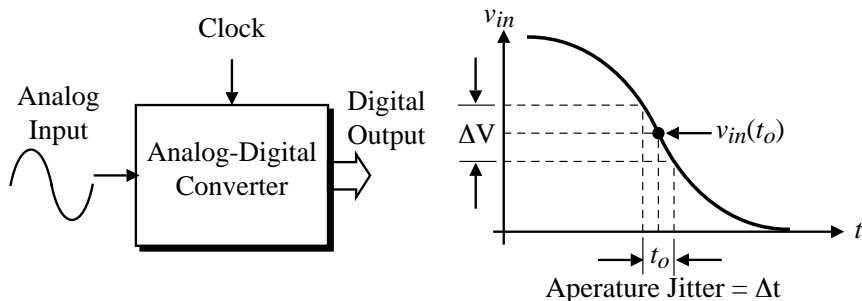 Clock
Analog
Input
Analog-Digital
Converter
Digital
Output
v_in
ΔV
v_in(t_o)
t
t_o
Aperature Jitter = Δt